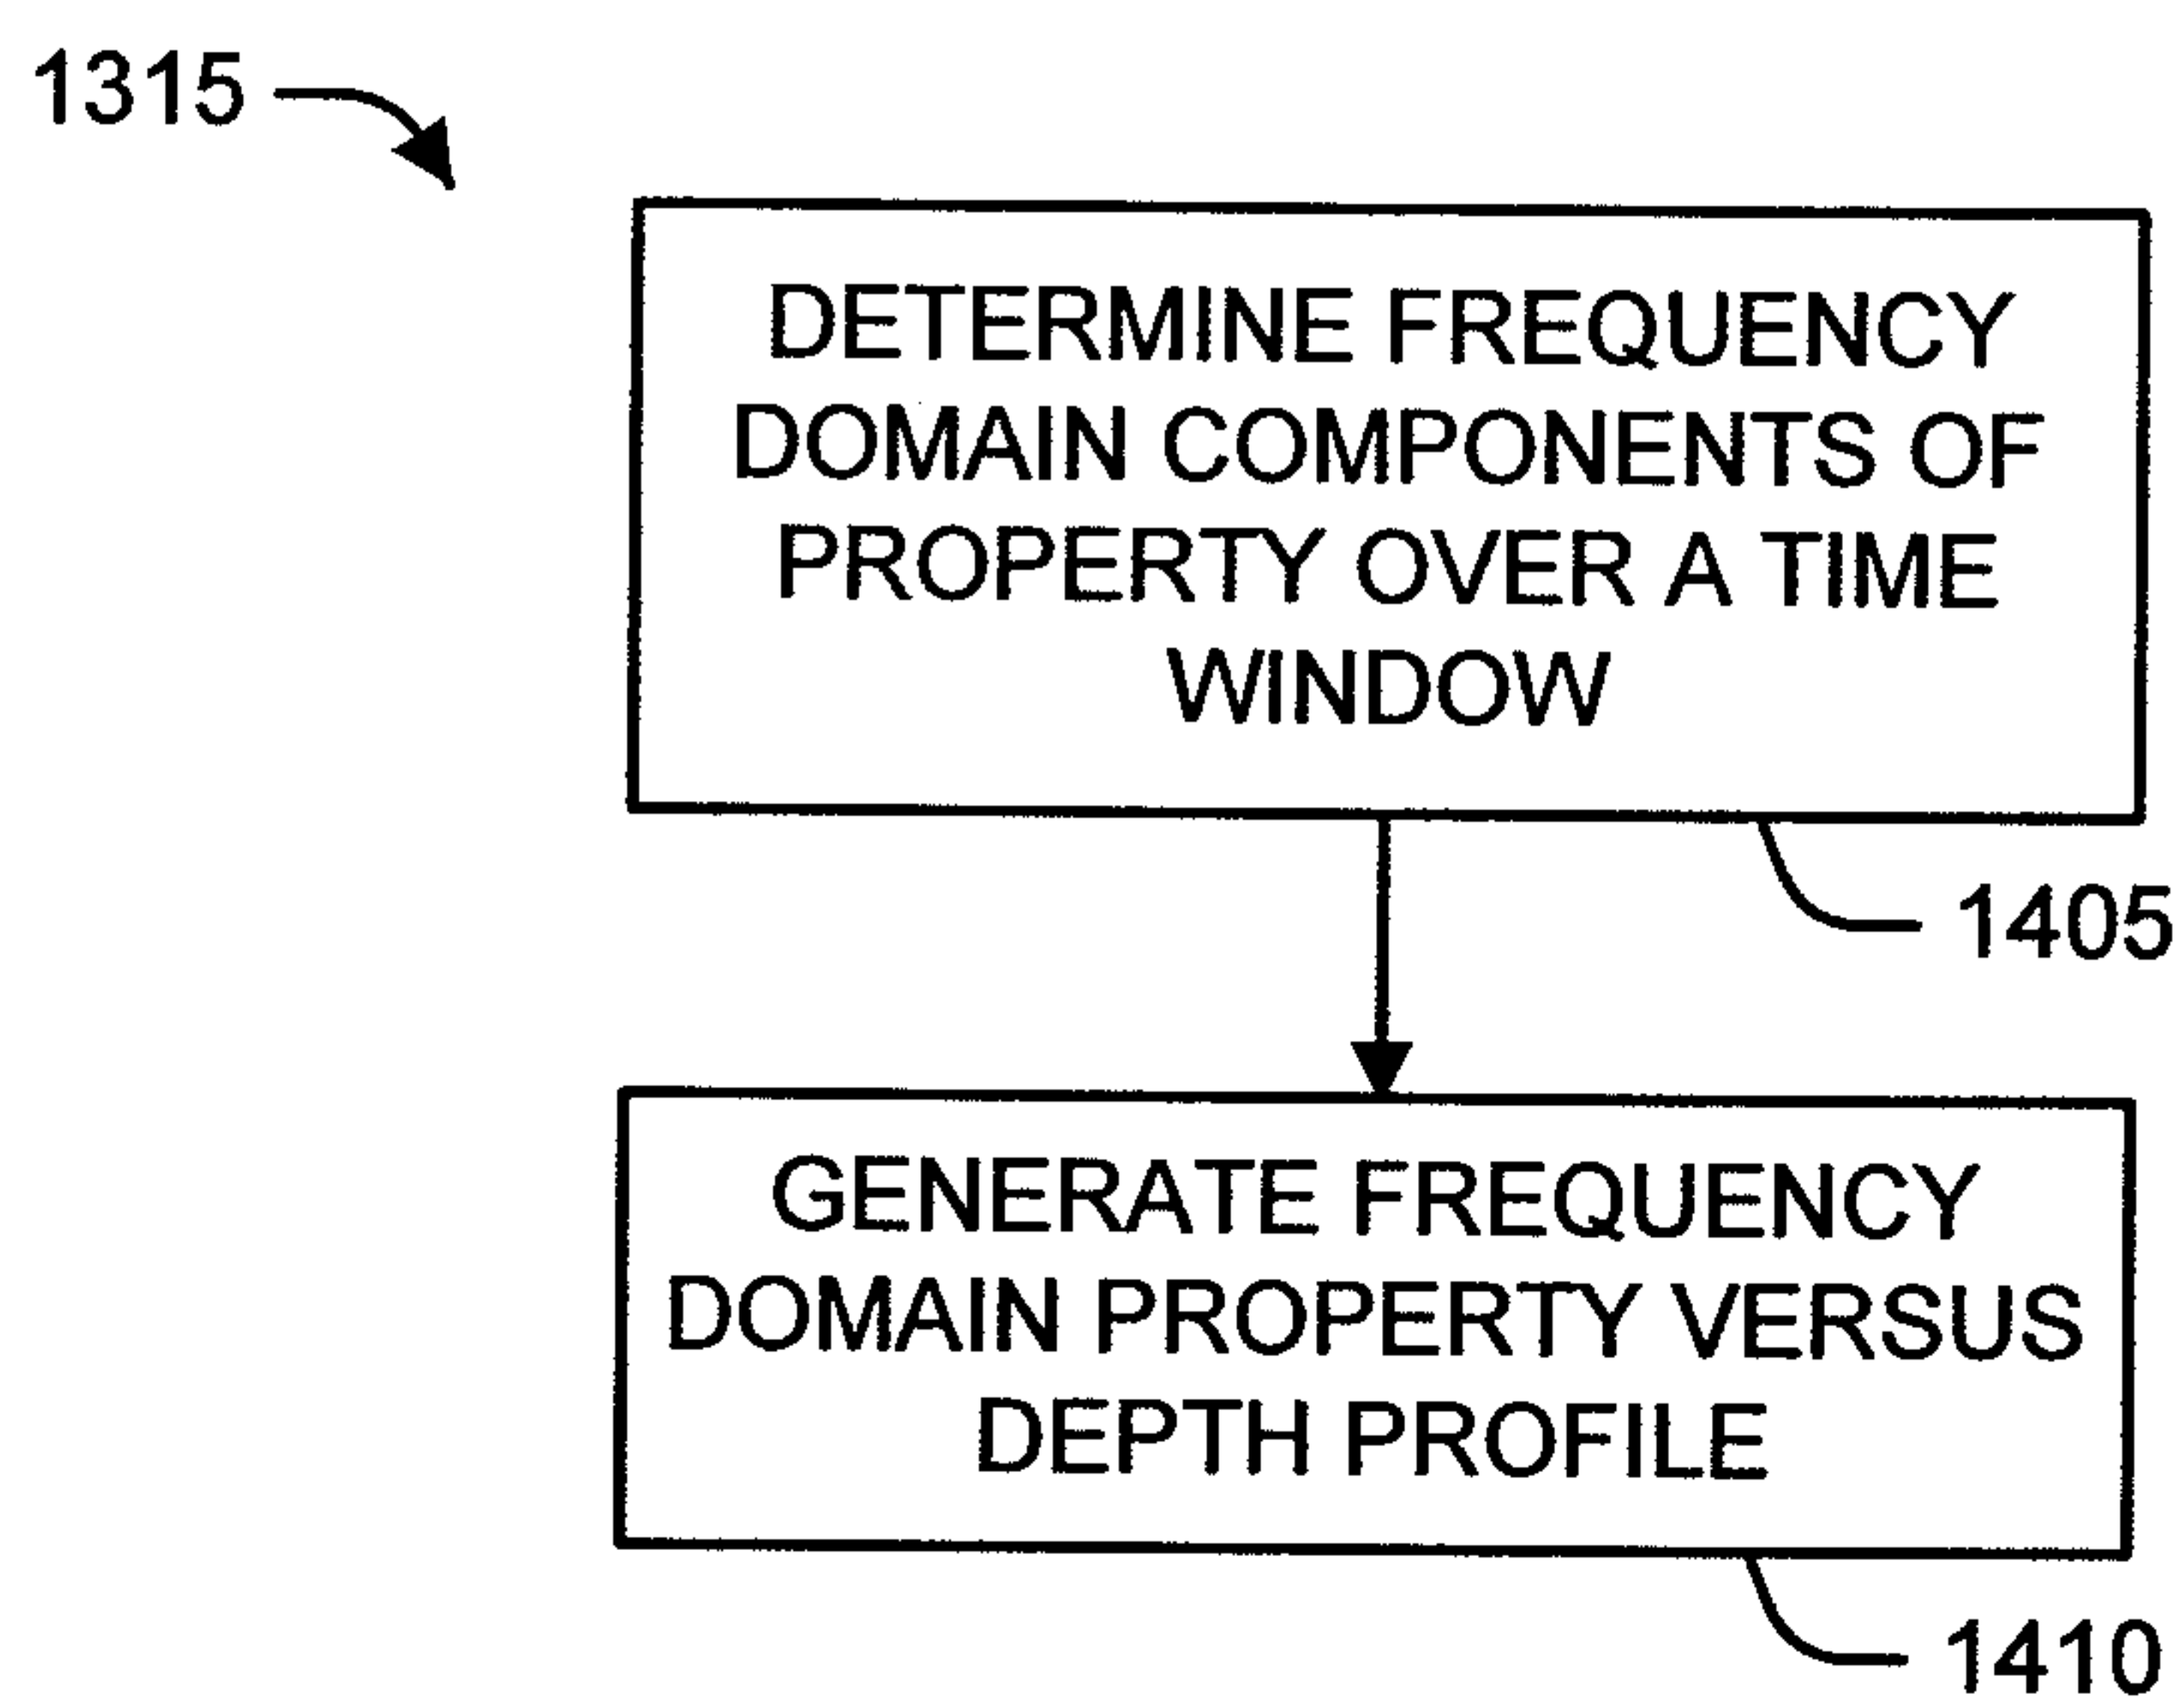 1315
DETERMINE FREQUENCY
DOMAIN COMPONENTS OF
PROPERTY OVER A TIME
WINDOW
1405
GENERATE FREQUENCY
DOMAIN PROPERTY VERSUS
DEPTH PROFILE
1410